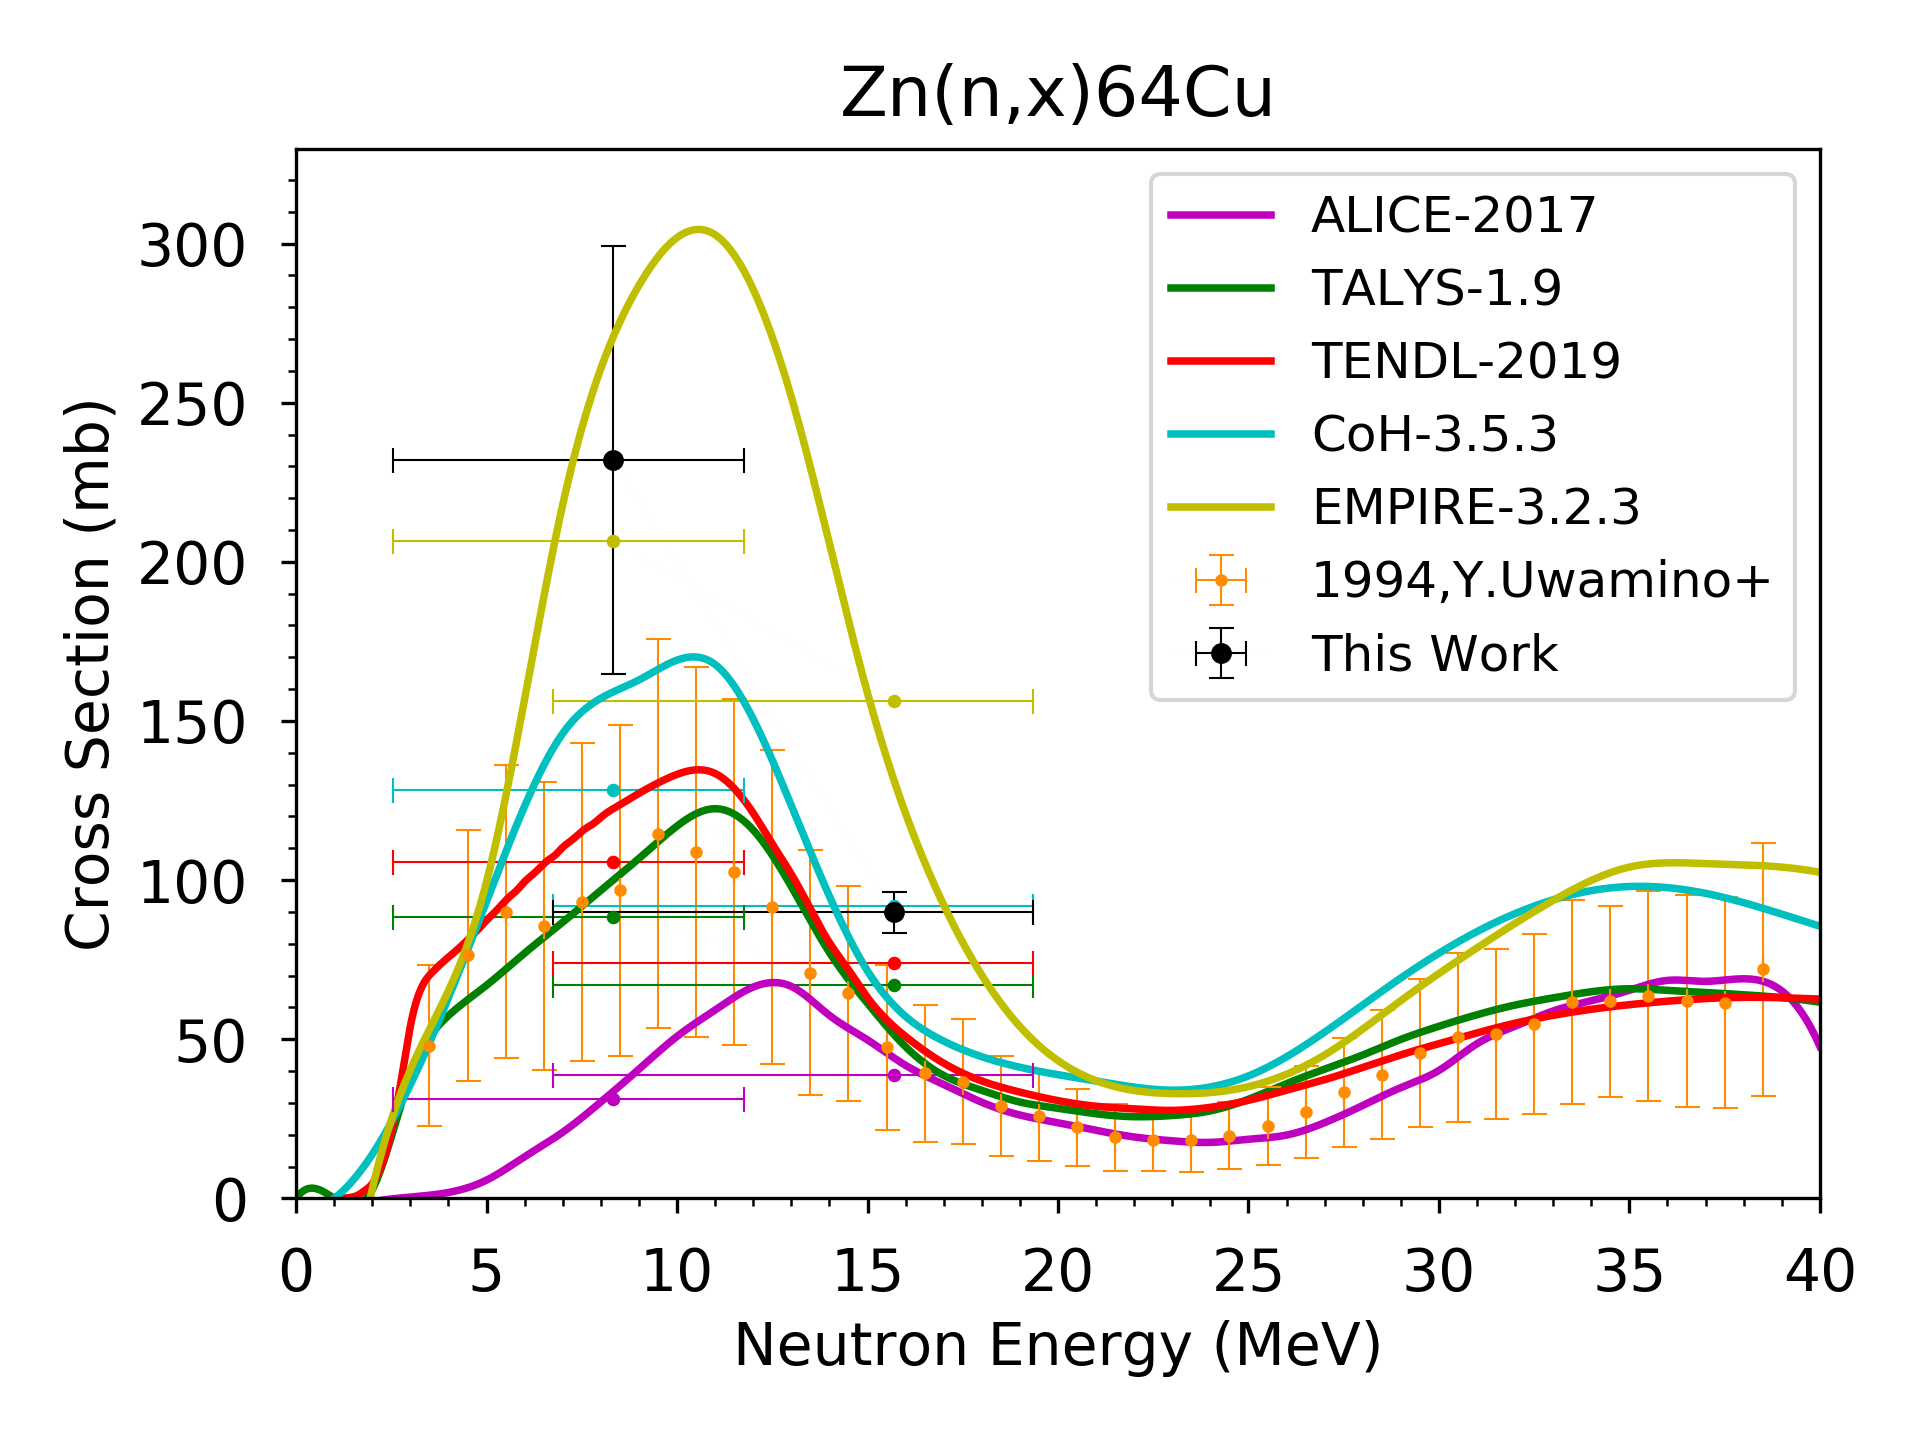 Zn(n,x)64Cu
Cross Section (mb)
300
250
200
150
100
50
0
0 5 10 15 20 25 30 35 40
Neutron Energy (MeV)
ALICE-2017
TALYS-1.9
TENDL-2019
CoH-3.5.3
EMPIRE-3.2.3
1994,Y.Uwamino+
This Work